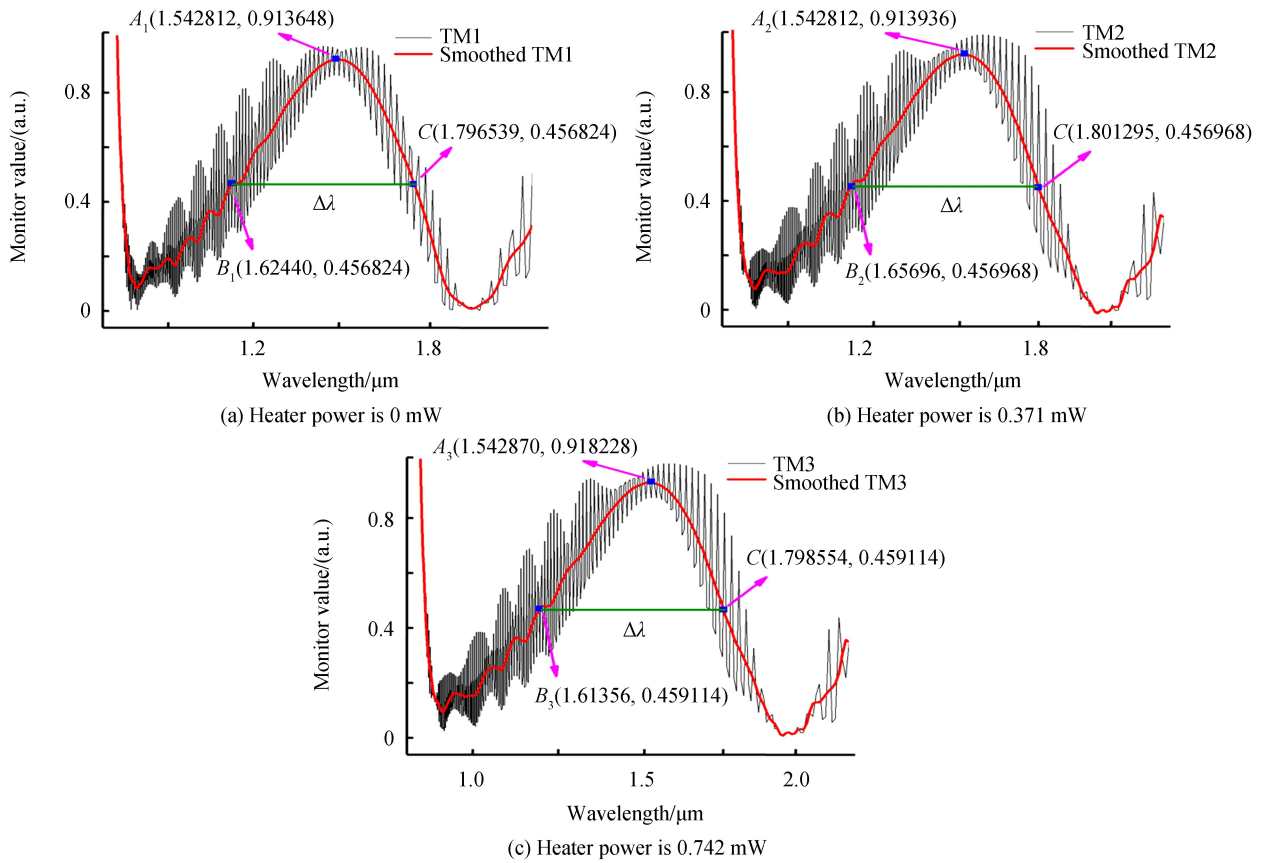 A1(1.542812, 0.913648)
TM1
Smoothed TM1
0.8
C(1.796539, 0.456824)
0.4
Δλ
B1(1.62440, 0.456824)
0
1.2
1.8
Monitor value/(a.u.)
Wavelength/μm
(a) Heater power is 0 mW
A2(1.542812, 0.913936)
TM2
Smoothed TM2
0.8
C(1.801295, 0.456968)
0.4
Δλ
B2(1.65696, 0.456968)
0
1.2
1.8
Monitor value/(a.u.)
Wavelength/μm
(b) Heater power is 0.371 mW
A3(1.542870, 0.918228)
TM3
Smoothed TM3
0.8
C(1.798554, 0.459114)
0.4
Δλ
B3(1.61356, 0.459114)
0
1.0
1.5
2.0
Monitor value/(a.u.)
Wavelength/μm
(c) Heater power is 0.742 mW